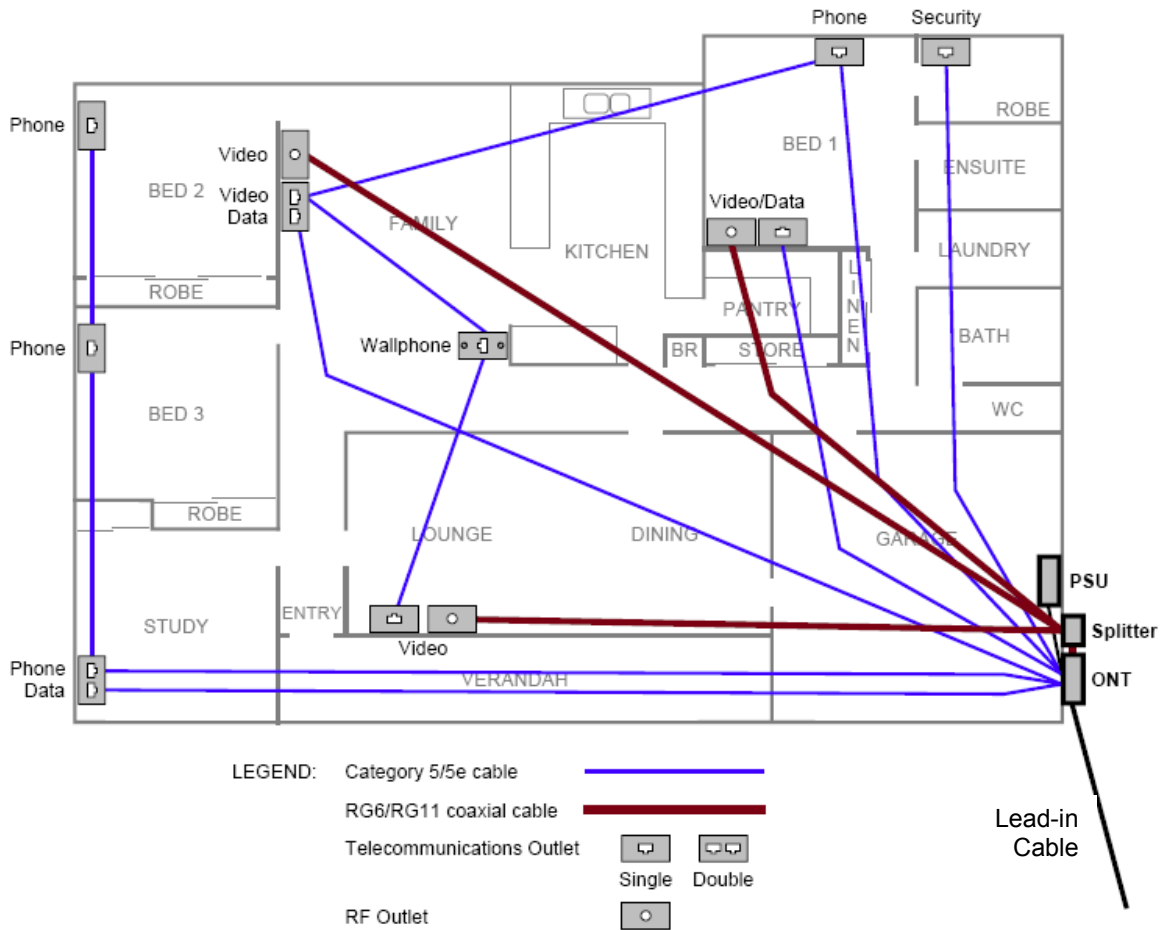 Phone
Security
Phone
ROBE
Video
BED 1
ENSUITE
BED 2
Video
Data
FAMILY
Video/Data
KITCHEN
LAUNDRY
LINEN
ROBE
PANTRY
Phone
Wallphone
BR
STORE
BATH
BED 3
WC
ROBE
LOUNGE
DINING
GARAGE
PSU
ENTRY
STUDY
Splitter
Video
Phone
Data
VERANDAH
ONT
LEGEND:
Category 5/5e cable
RG6/RG11 coaxial cable
Lead-in
Cable
Telecommunications Outlet
Single
Double
RF Outlet